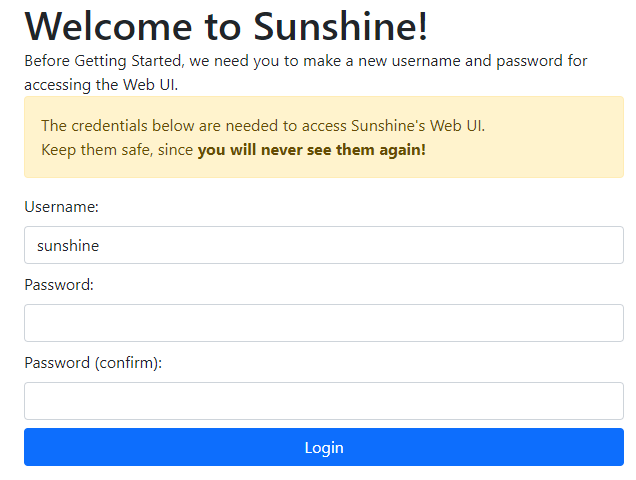 Welcome to Sunshine!
Before Getting Started, we need you to make a new username and password for
accessing the Web UI.
The credentials below are needed to access Sunshine's Web UI.
Keep them safe, since you will never see them again!
Username:
sunshine
Password:
Password (confirm):
Login